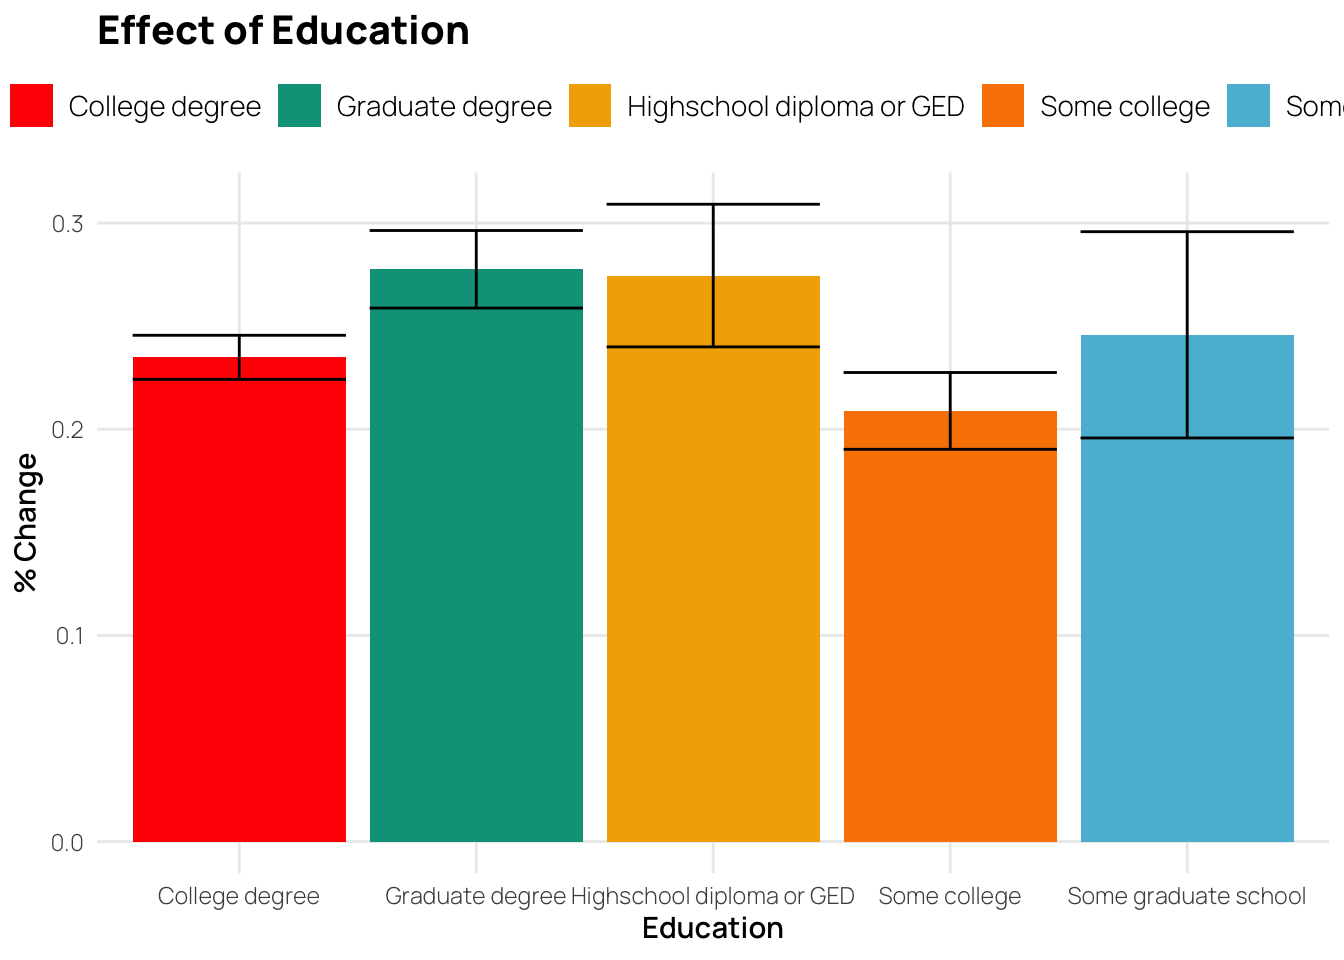 Effect of Education
College degree Graduate degree Highschool diploma or GED Some college Som
0.3
0.2
0.1
0.0
% Change
College degree Graduate degree Highschool diploma or GED Some college Some graduate school
Education